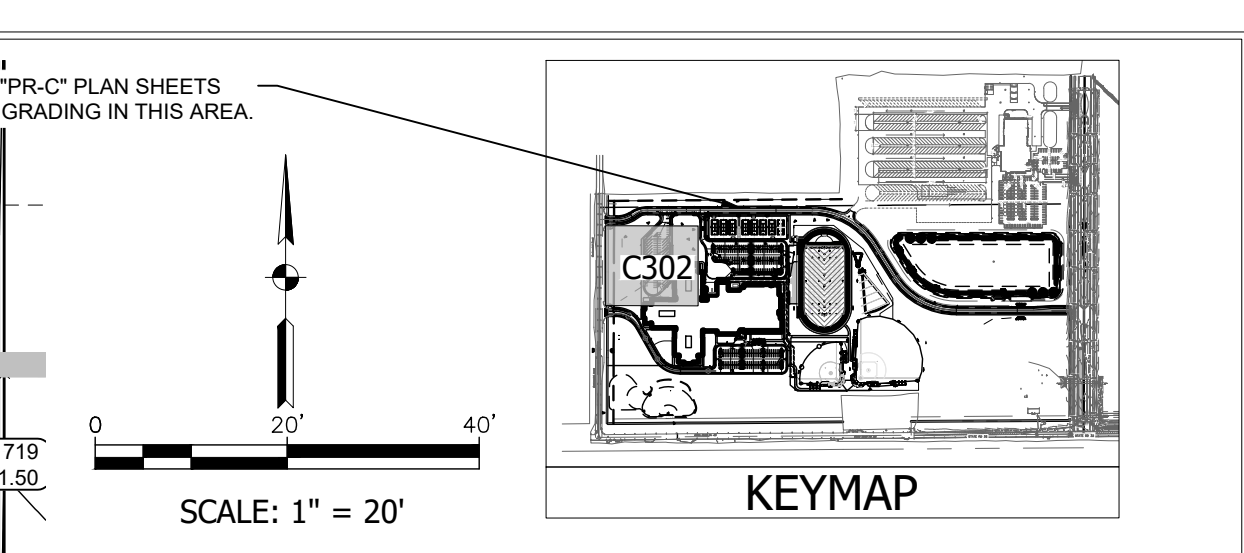 "PR-C" PLAN SHEETS
GRADING IN THIS AREA.
C302
0 20' 40'
719
1.50
SCALE: 1" = 20'
KEYMAP